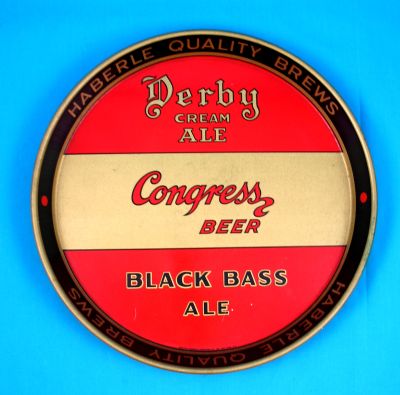 HABERLE QUALITY BREWS
Derby
CREAM
ALE
Congress
BEER
BLACK BASS
ALE
HABERLE QUALITY BREWS